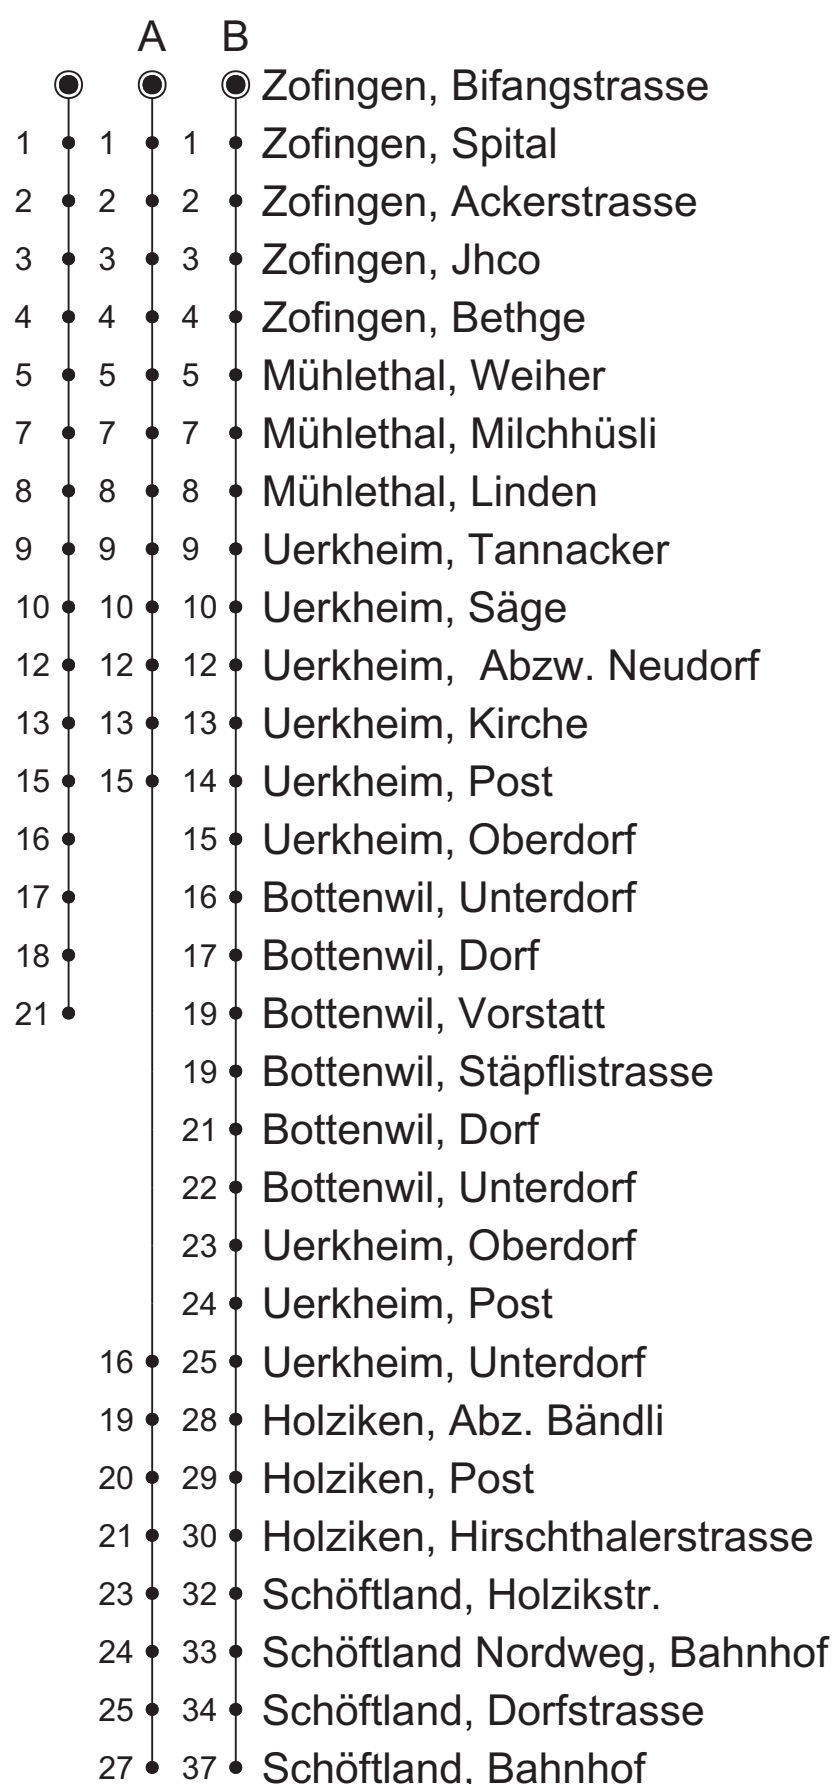 A B
Zofingen, Bifangstrasse
1 1 1 Zofingen, Spital
2 2 2 Zofingen, Ackerstrasse
3 3 3 Zofingen, Jhco
4 4 4 Zofingen, Bethge
5 5 5 Mühlethal, Weiher
7 7 7 Mühlethal, Milchhüsli
8 8 8 Mühlethal, Linden
9 9 9 Uerkheim, Tannacker
10 10 10 Uerkheim, Säge
12 12 12 Uerkheim, Abzw. Neudorf
13 13 13 Uerkheim, Kirche
15 15 14 Uerkheim, Post
16 15 Uerkheim, Oberdorf
17 16 Bottenwil, Unterdorf
18 17 Bottenwil, Dorf
21 19 Bottenwil, Vorstatt
19 Bottenwil, Stäpflistrasse
21 Bottenwil, Dorf
22 Bottenwil, Unterdorf
23 Uerkheim, Oberdorf
24 Uerkheim, Post
16 25 Uerkheim, Unterdorf
19 28 Holziken, Abz. Bändli
20 29 Holziken, Post
21 30 Holziken, Hirschthalerstrasse
23 32 Schöftland, Holzikstr.
24 33 Schöftland Nordweg, Bahnhof
25 34 Schöftland, Dorfstrasse
27 37 Schöftland, Bahnhof